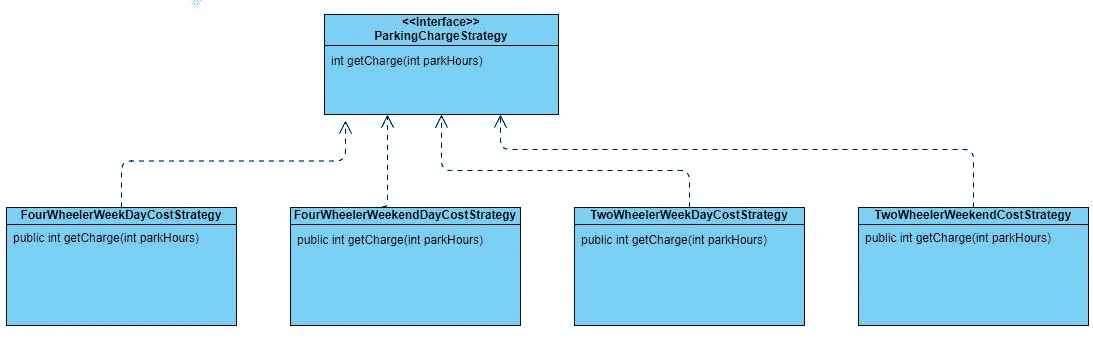 <<Interface>>
ParkingChargeStrategy
int getCharge(int parkHours)
FourWheelerWeekDayCostStrategy
public int getCharge(int parkHours)
FourWheelerWeekendDayCostStrategy
public int getCharge(int parkHours)
TwoWheelerWeekDayCostStrategy
public int getCharge(int parkHours)
TwoWheelerWeekendCostStrategy
public int getCharge(int parkHours)